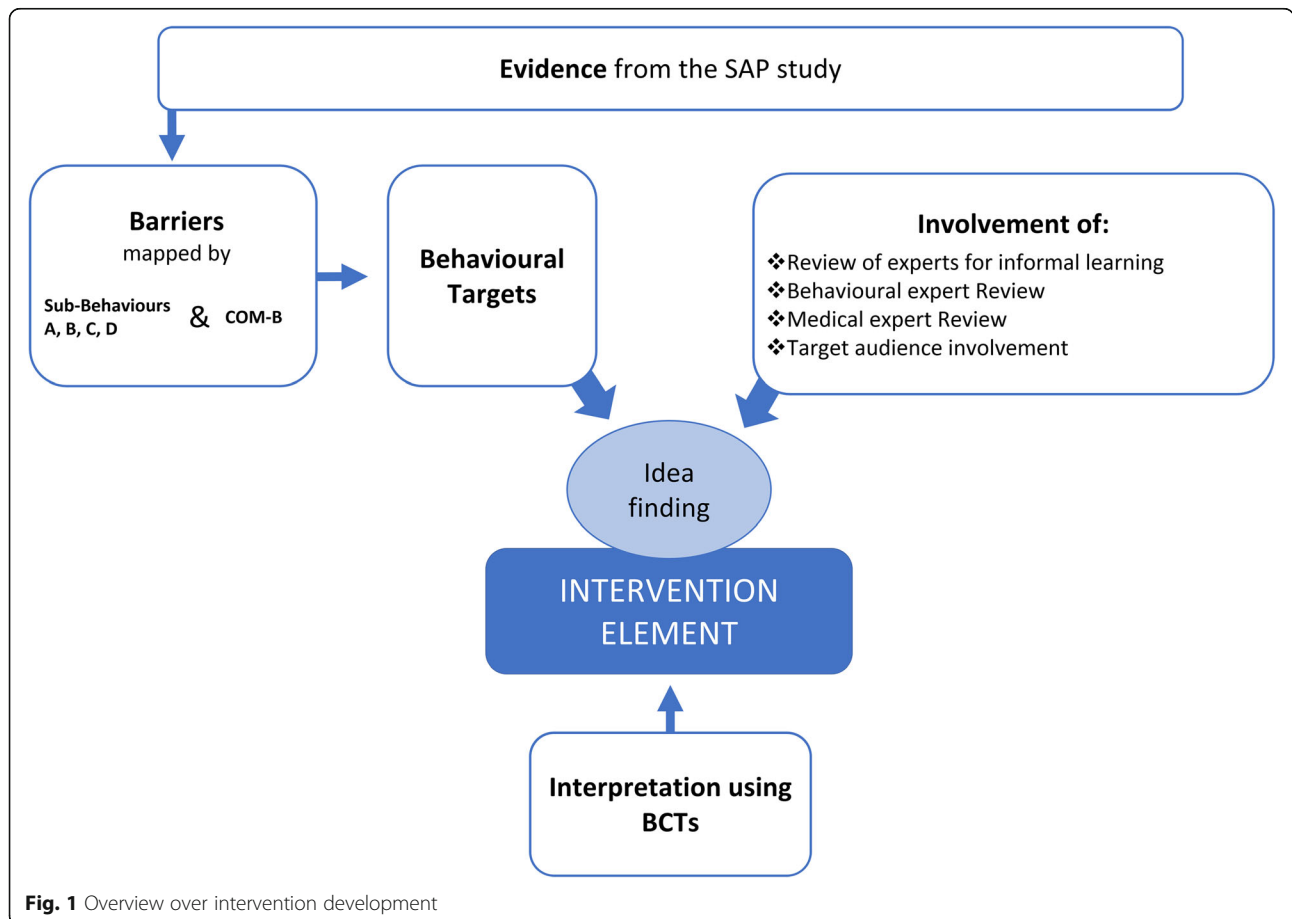 Evidence from the SAP study
Barriers
mapped by
Sub-Behaviours
A, B, C, D
& COM-B
Behavioural
Targets
Involvement of:
❖Review of experts for informal learning
❖Behavioural expert Review
❖Medical expert Review
❖Target audience involvement
Idea
finding
INTERVENTION
ELEMENT
Interpretation using
BCTs
Fig. 1 Overview over intervention development